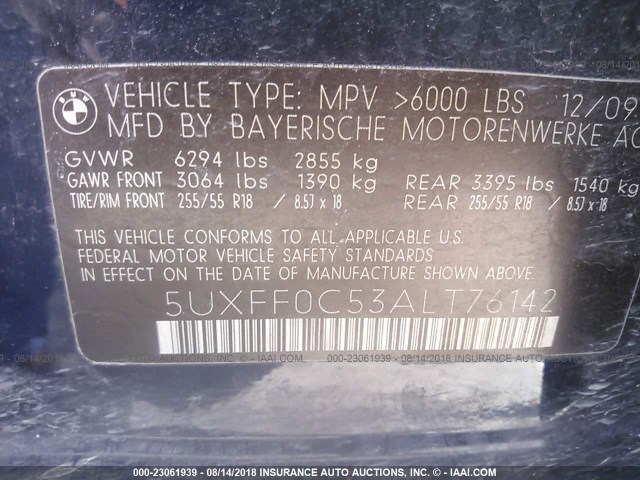 BMW
VEHICLE TYPE: MPV >6000 LBS 12/09
MFD BY BAYERISCHE MOTORENWERKE AG
GVWR 6294 lbs 2855 kg
GAWR FRONT 3064 lbs 1390 kg REAR 3395 lbs 1540 kg
TIRE/RIM FRONT 255/55 R18 / 8.5J x 18 REAR 255/55 R18 / 8.5J x 18
THIS VEHICLE CONFORMS TO ALL APPLICABLE U.S.
FEDERAL MOTOR VEHICLE SAFETY STANDARDS
IN EFFECT ON THE DATE OF MANUFACTURE SHOWN ABOVE.
5UXFF0C53ALT76142
000-23061939 - 08/14/2018 INSURANCE AUTO AUCTIONS, INC. - © - IAAI.COM